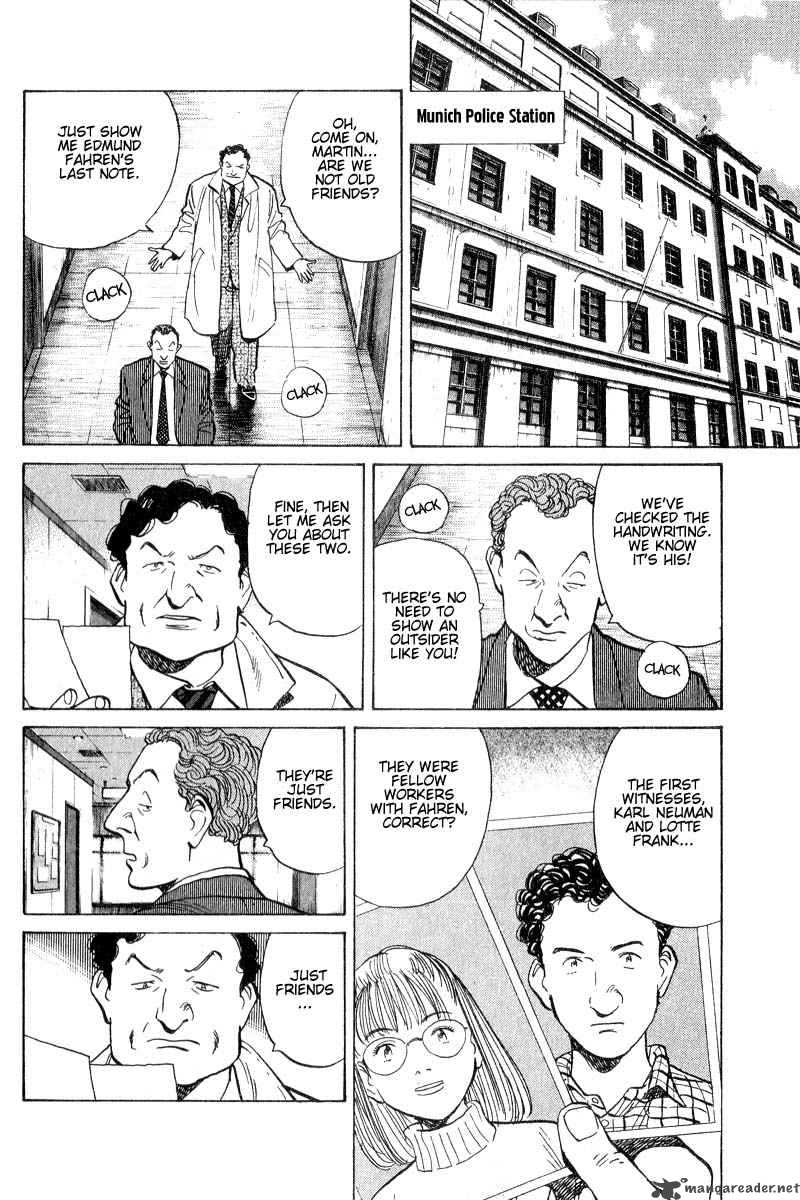 Munich Police Station
OH,
COME ON,
MARTIN...
ARE WE
NOT OLD
FRIENDS?
JUST SHOW
ME EDMUND
FAHREN'S
LAST NOTE.
CLACK
CLACK
WE'VE
CHECKED THE
HANDWRITING.
WE KNOW
IT'S HIS!
CLACK
THERE'S NO
NEED TO
SHOW AN
OUTSIDER
LIKE YOU!
CLACK
FINE, THEN
LET ME ASK
YOU ABOUT
THESE TWO.
THE FIRST
WITNESSES,
KARL NEUMAN
AND LOTTE
FRANK...
THEY WERE
FELLOW
WORKERS
WITH FAHREN,
CORRECT?
THEY'RE
JUST
FRIENDS.
JUST
FRIENDS
...
mangareader.net